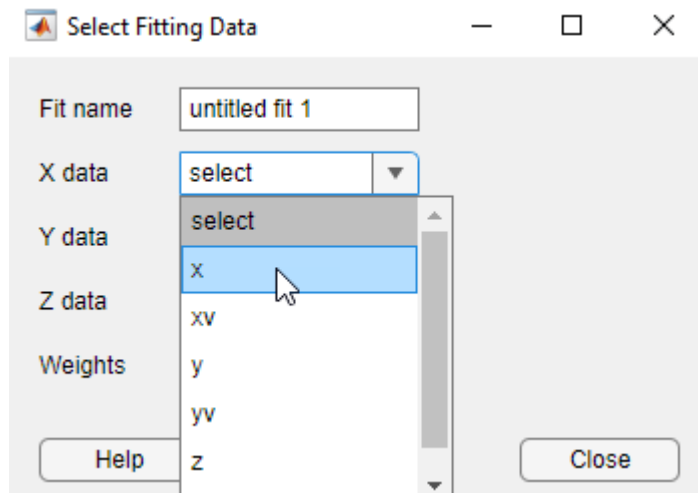 Select Fitting Data
Fit name untitled fit 1
X data select
select
Y data
x
Z data
xv
Weights y
yv
Help z Close